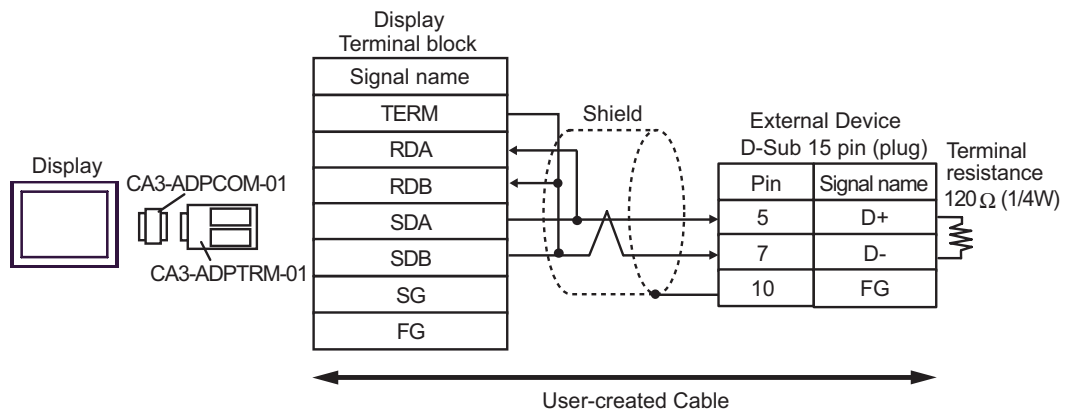 Display
Terminal block
Signal name
TERM
RDA
RDB
SDA
SDB
SG
FG
Display
CA3-ADPCOM-01
CA3-ADPTRM-01
Shield
External Device
D-Sub 15 pin (plug)
Pin Signal name
5 D+
7 D-
10 FG
Terminal
resistance
120 Ω (1/4W)
User-created Cable